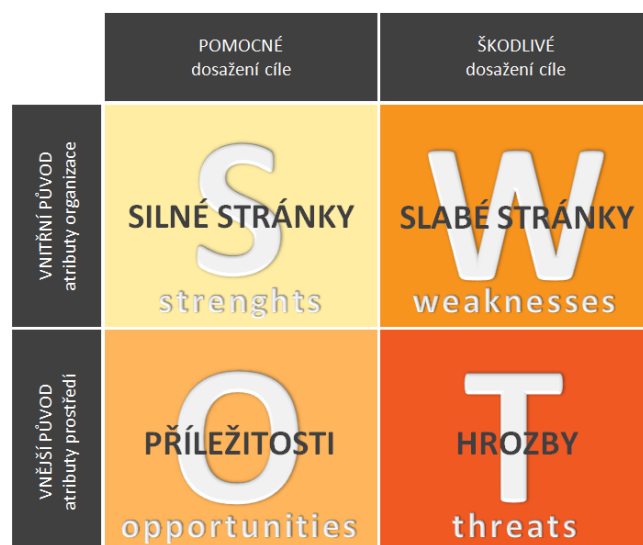 POMOCNÉ
dosažení cíle
ŠKODLIVÉ
dosažení cíle
VNITŘNÍ PŮVOD
atributy organizace
S
SILNÉ STRÁNKY
strenghts
W
SLABÉ STRÁNKY
weaknesses
VNĚJŠÍ PŮVOD
atributy prostředí
O
PŘÍLEŽITOSTI
opportunities
T
HROZBY
threats